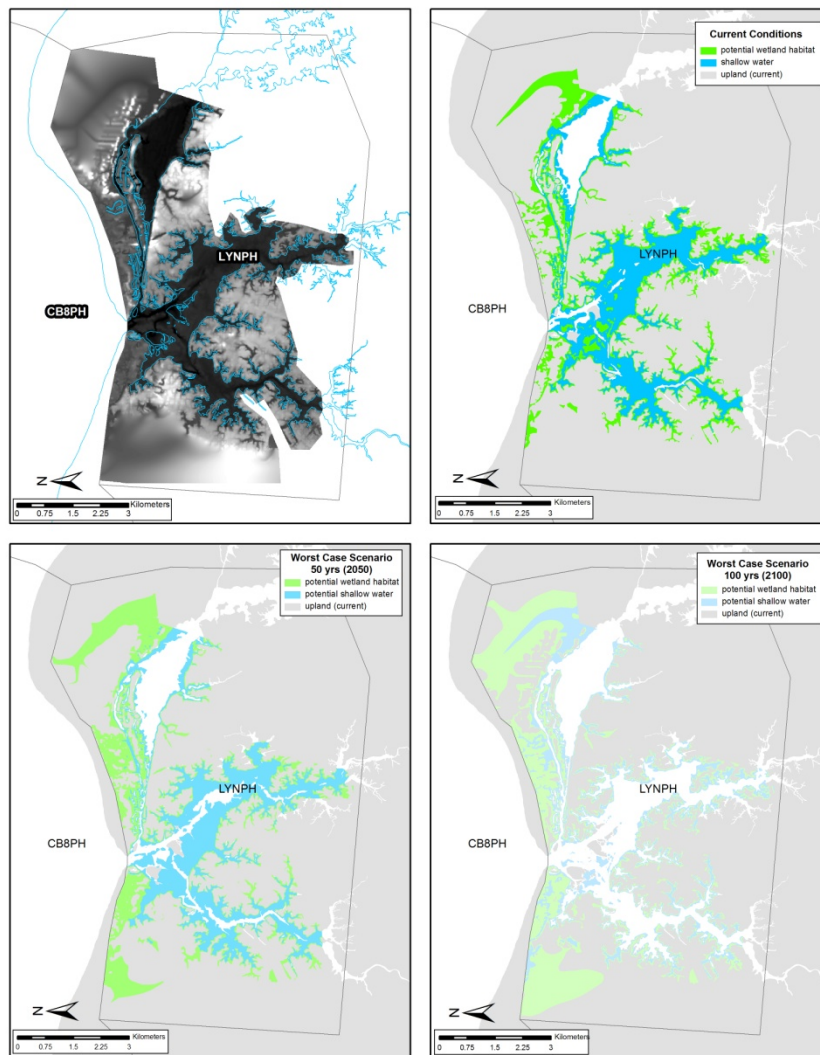 LYNPH
CB8PH
N
Kilometers
0 0.75 1.5 2.25 3
Current Conditions
potential wetland habitat
shallow water
upland (current)
LYNPH
CB8PH
N
Kilometers
0 0.75 1.5 2.25 3
Worst Case Scenario
50 yrs (2050)
potential wetland habitat
potential shallow water
upland (current)
LYNPH
CB8PH
N
Kilometers
0 0.75 1.5 2.25 3
Worst Case Scenario
100 yrs (2100)
potential wetland habitat
potential shallow water
upland (current)
LYNPH
CB8PH
N
Kilometers
0 0.75 1.5 2.25 3